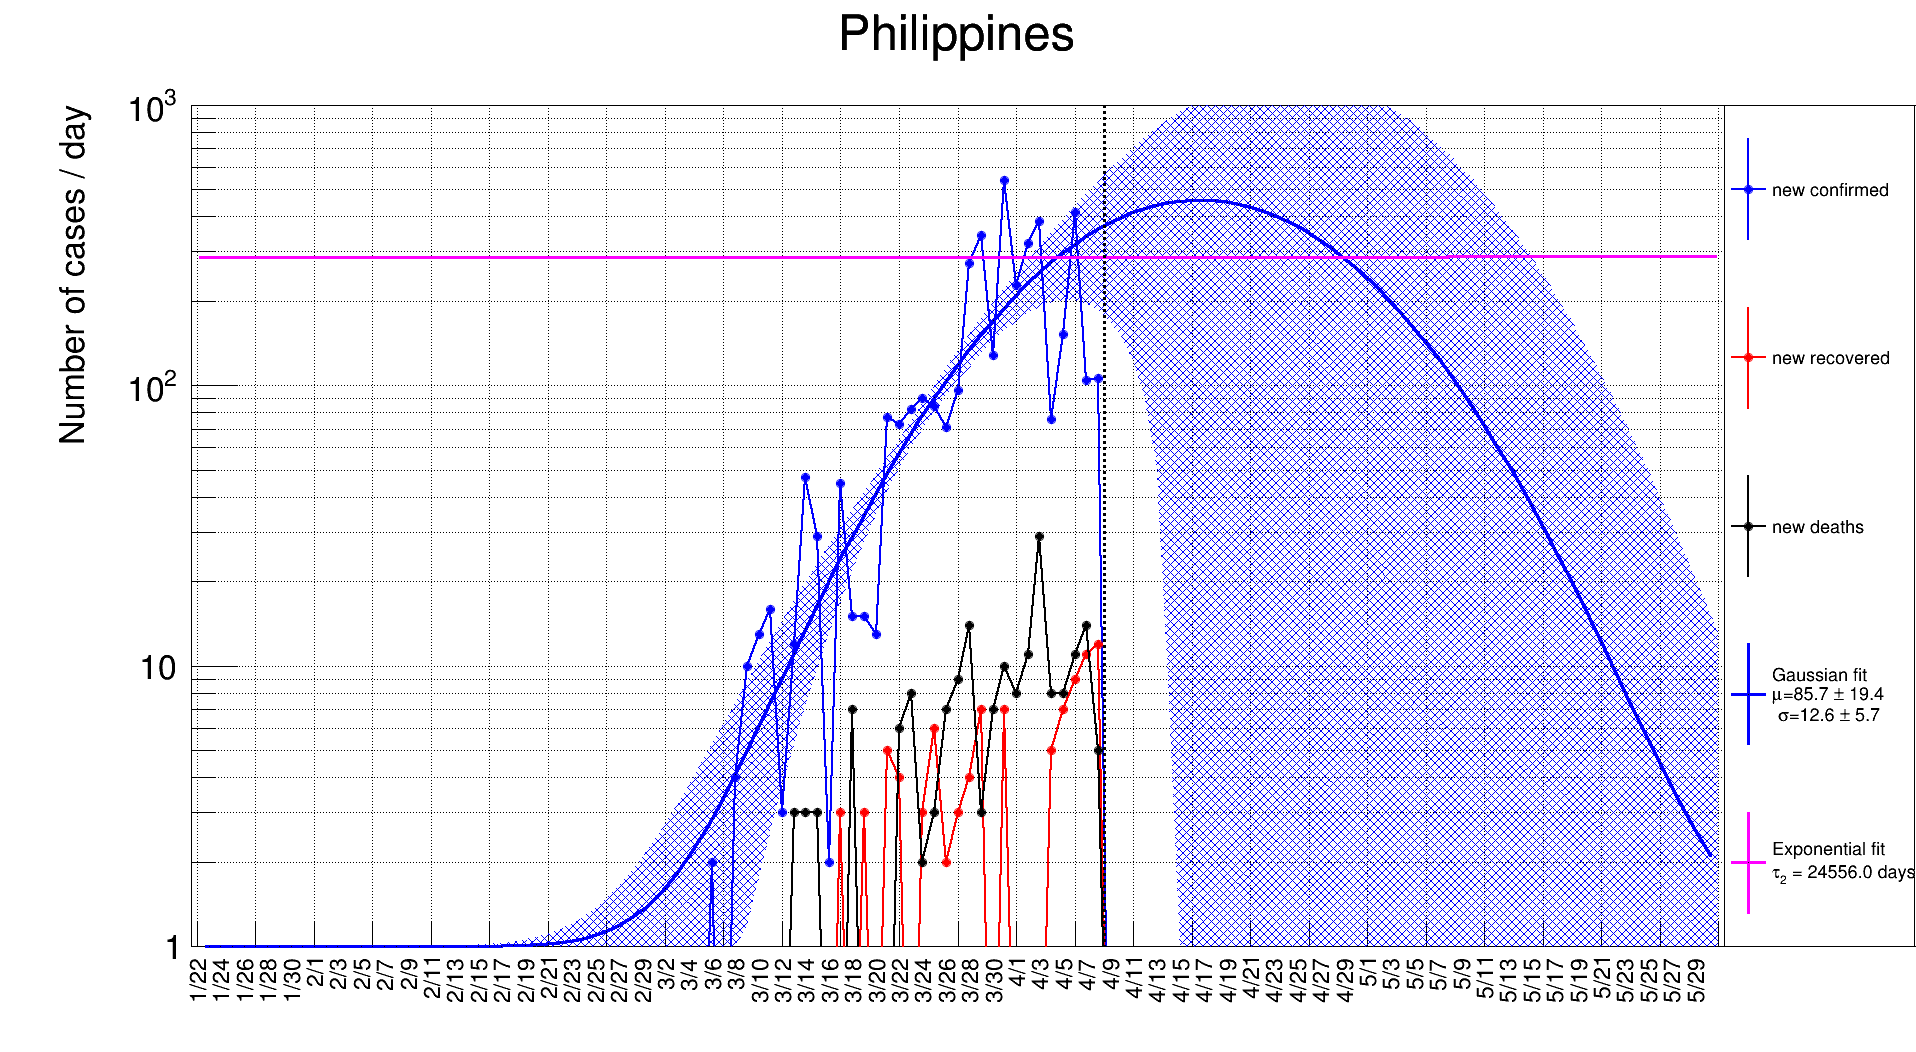 Philippines
Number of cases / day
10³
10²
10
1
1/22 1/24 1/26 1/28 1/30 2/1 2/3 2/5 2/7 2/9 2/11 2/13 2/15 2/17 2/19 2/21 2/23 2/25 2/27 2/29 3/2 3/4 3/6 3/8 3/10 3/12 3/14 3/16 3/18 3/20 3/22 3/24 3/26 3/28 3/30 4/1 4/3 4/5 4/7 4/9 4/11 4/13 4/15 4/17 4/19 4/21 4/23 4/25 4/27 4/29 5/1 5/3 5/5 5/7 5/9 5/11 5/13 5/15 5/17 5/19 5/21 5/23 5/25 5/27 5/29
new confirmed
new recovered
new deaths
Gaussian fit
μ=85.7 ± 19.4
σ=12.6 ± 5.7
Exponential fit
τ₂ = 24556.0 days